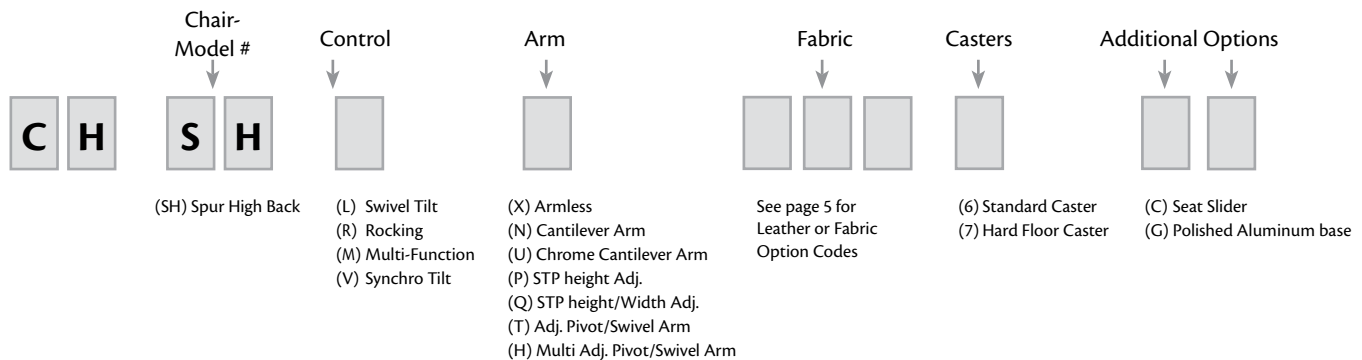 Chair-
Model #
Control
Arm
Fabric
Casters
Additional Options
C H S H
(SH) Spur High Back
(L) Swivel Tilt
(R) Rocking
(M) Multi-Function
(V) Synchro Tilt
(X) Armless
(N) Cantilever Arm
(U) Chrome Cantilever Arm
(P) STP height Adj.
(Q) STP height/Width Adj.
(T) Adj. Pivot/Swivel Arm
(H) Multi Adj. Pivot/Swivel Arm
See page 5 for
Leather or Fabric
Option Codes
(6) Standard Caster
(7) Hard Floor Caster
(C) Seat Slider
(G) Polished Aluminum base